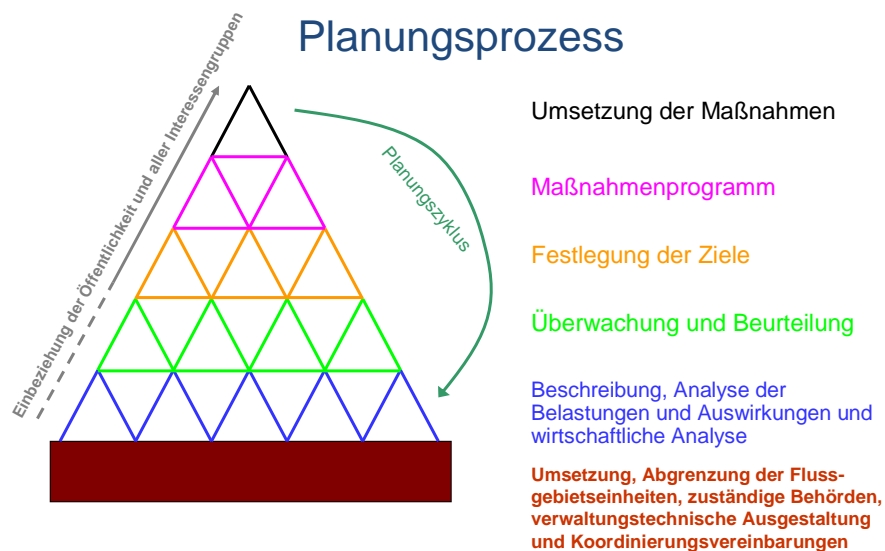 Planungsprozess
Einbeziehung der Öffentlichkeit und aller Interessengruppen
Planungszyklus
Umsetzung der Maßnahmen
Maßnahmenprogramm
Festlegung der Ziele
Überwachung und Beurteilung
Beschreibung, Analyse der
Belastungen und Auswirkungen und
wirtschaftliche Analyse
Umsetzung, Abgrenzung der Fluss-
gebietseinheiten, zuständige Behörden,
verwaltungstechnische Ausgestaltung
und Koordinierungsvereinbarungen